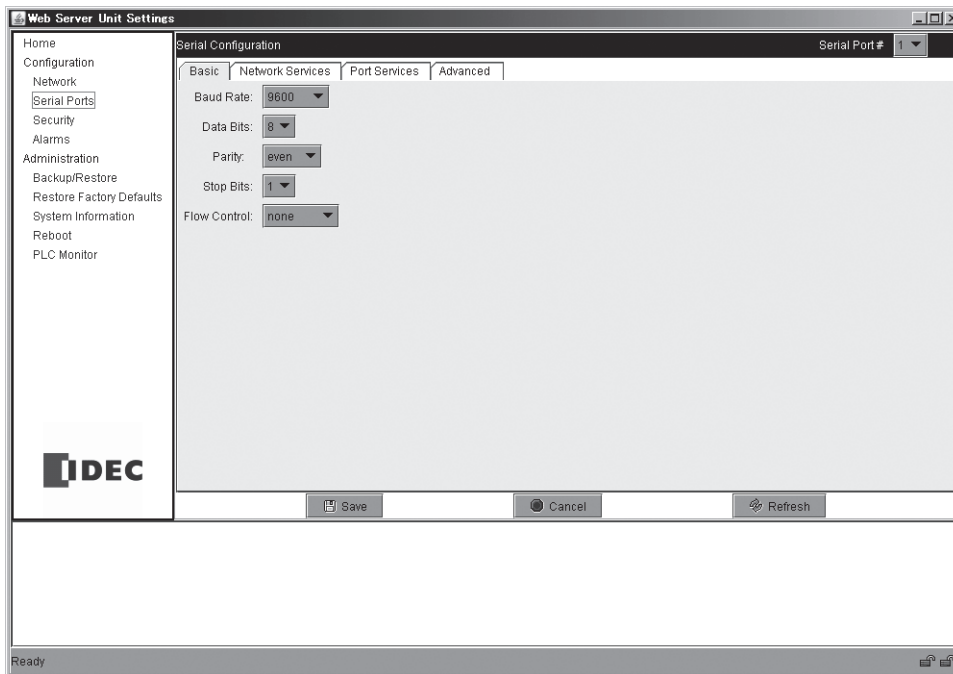 Web Server Unit Settings
Home
Configuration
Network
Serial Ports
Security
Alarms
Administration
Backup/Restore
Restore Factory Defaults
System Information
Reboot
PLC Monitor
IDEC
Serial Configuration
Serial Port# 1
Basic Network Services Port Services Advanced
Baud Rate: 9600
Data Bits: 8
Parity: even
Stop Bits: 1
Flow Control: none
Save Cancel Refresh
Ready